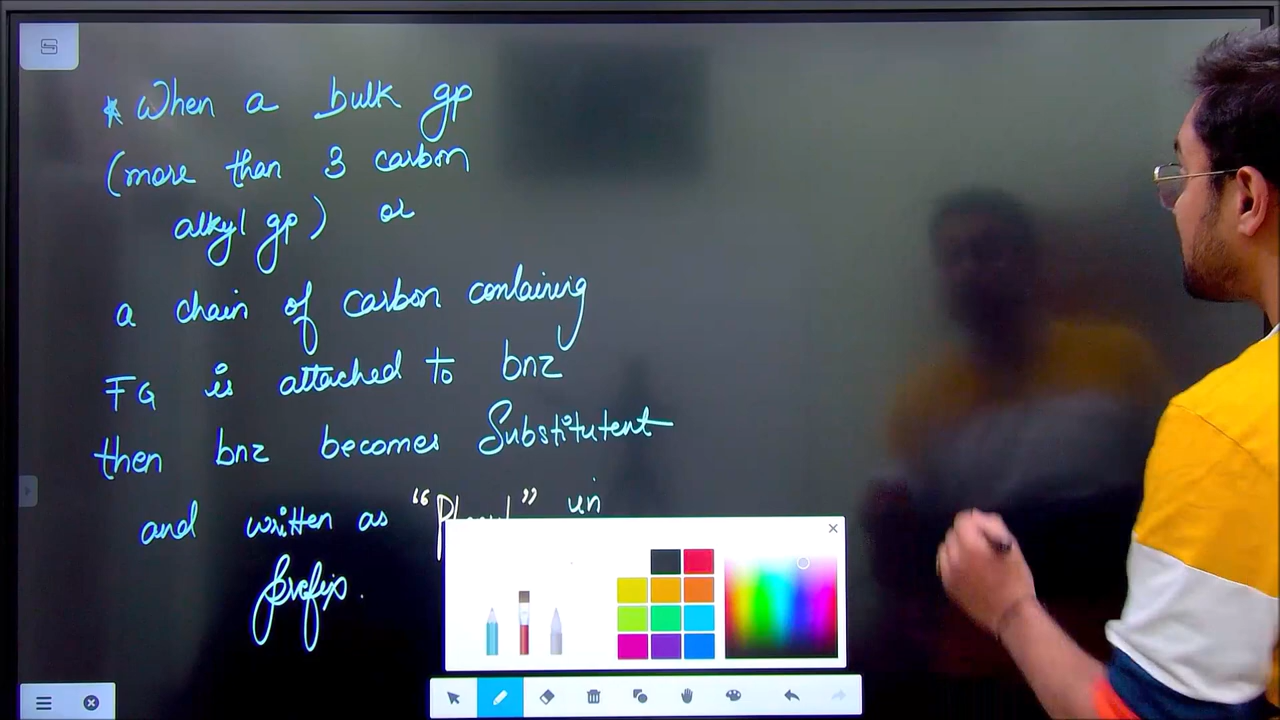 * When a bulk gp
(more than 3 carbon
alkyl gp) or
a chain of carbon containing
FG is attached to bnz
then bnz becomes Substitutent
and written as "Phenyl" in
prefix.